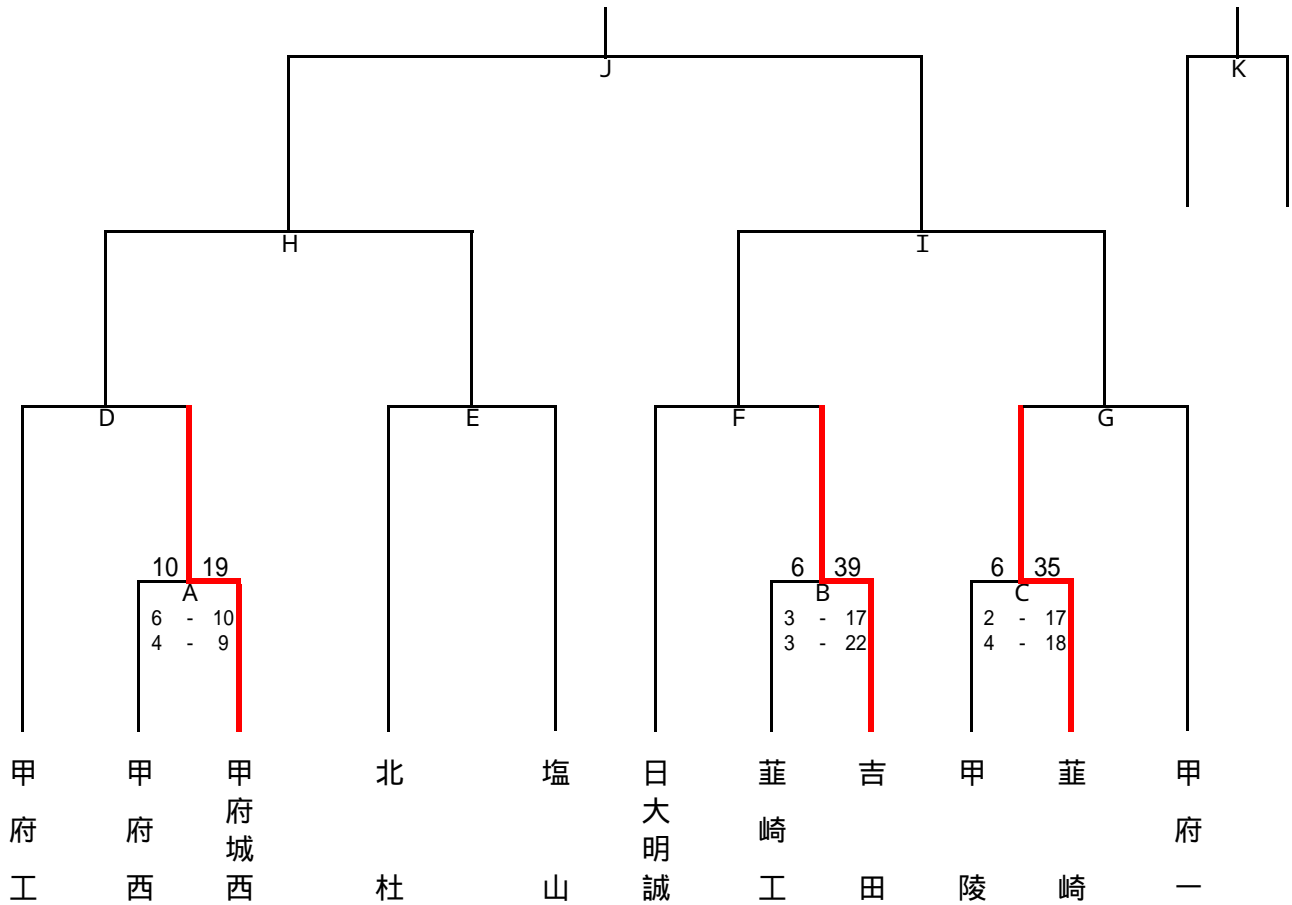 J
K
H
I
D
E
F
G
10 19
6 39
6 35
A
B
C
6 - 10
3 - 17
2 - 17
4 - 9
3 - 22
4 - 18
甲府工
甲府西
甲府城西
北杜
塩山
日大明誠
韮崎工
吉田
甲陵
韮崎
甲府一